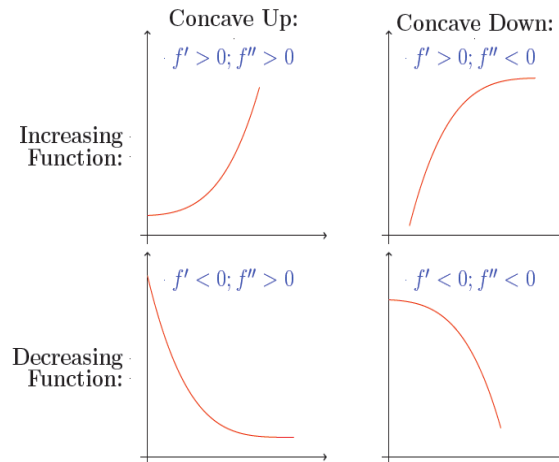 Concave Up:
Concave Down:
f' > 0; f'' > 0
f' > 0; f'' < 0
Increasing
Function:
f' < 0; f'' > 0
f' < 0; f'' < 0
Decreasing
Function: